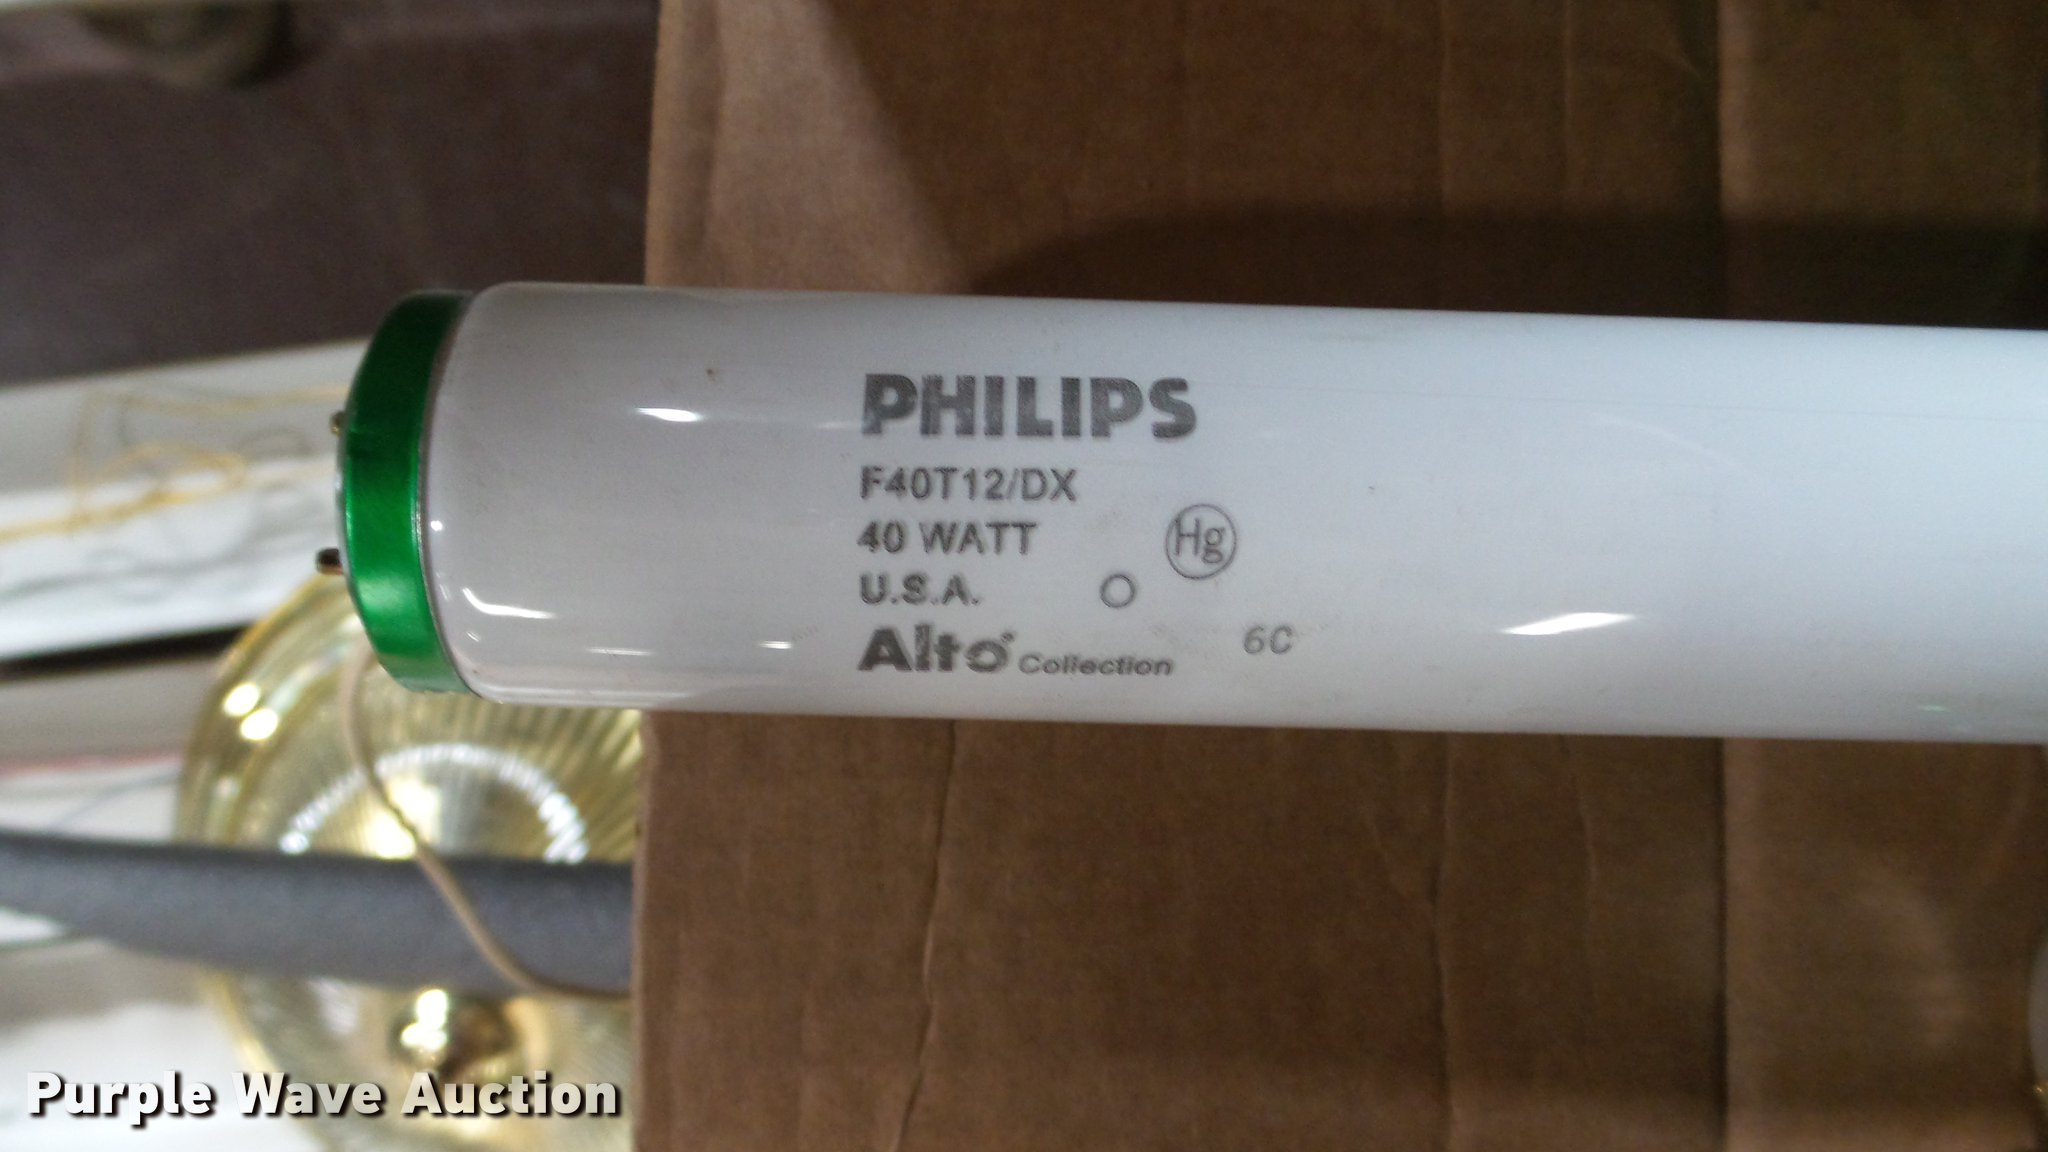 PHILIPS
F40T12/DX
40 WATT Hg
U.S.A.
Alto Collection 6C
Purple Wave Auction